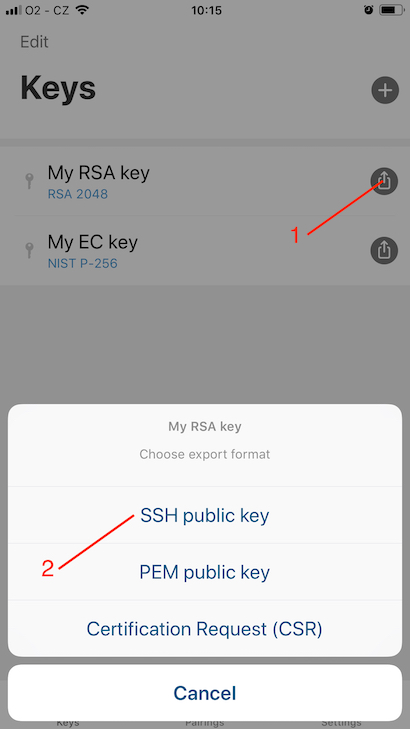 O2 - CZ 10:15
Edit
Keys
My RSA key
RSA 2048
1
My EC key
NIST P-256
My RSA key
Choose export format
SSH public key
2
PEM public key
Certification Request (CSR)
Cancel
Keys Pairings Settings